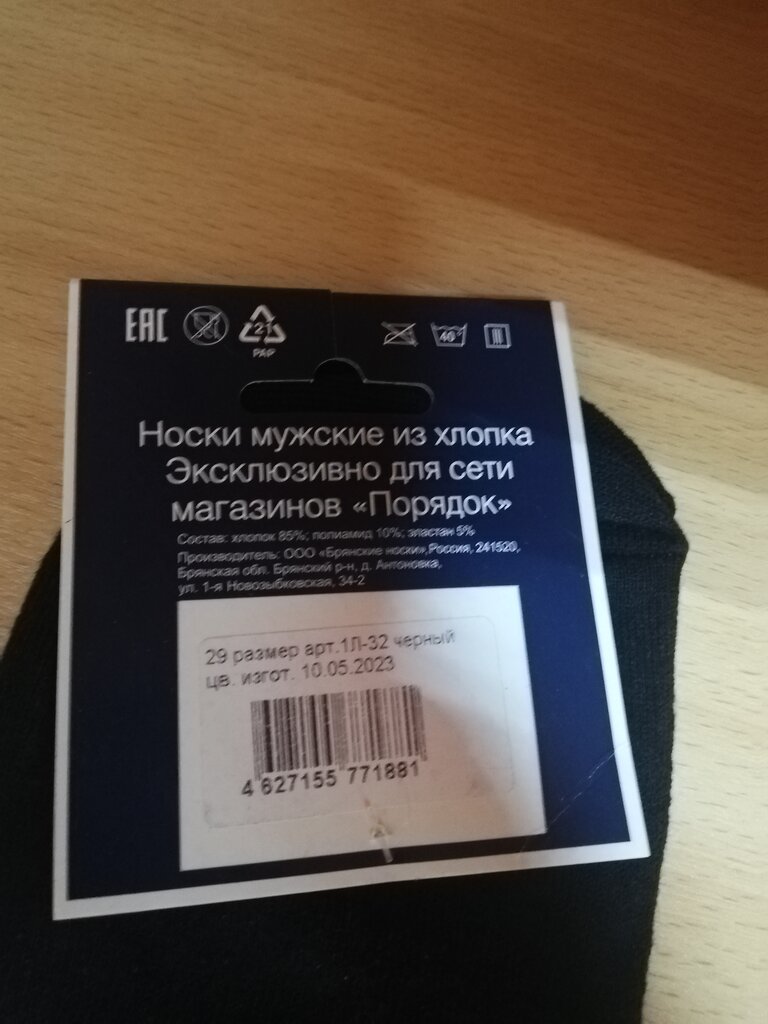 EAC
21
PAP
40°
Носки мужские из хлопка
Эксклюзивно для сети
магазинов «Порядок»
Состав: хлопок 85%; полиамид 10%; эластан 5%
Производитель: ООО «Брянские носки»,Россия, 241520,
Брянская обл. Брянский р-н, д. Антоновка,
ул. 1-я Новозыбковская, 34-2
29 размер арт.1Л-32 черный
цв. изгот. 10.05.2023
4 627155 771881